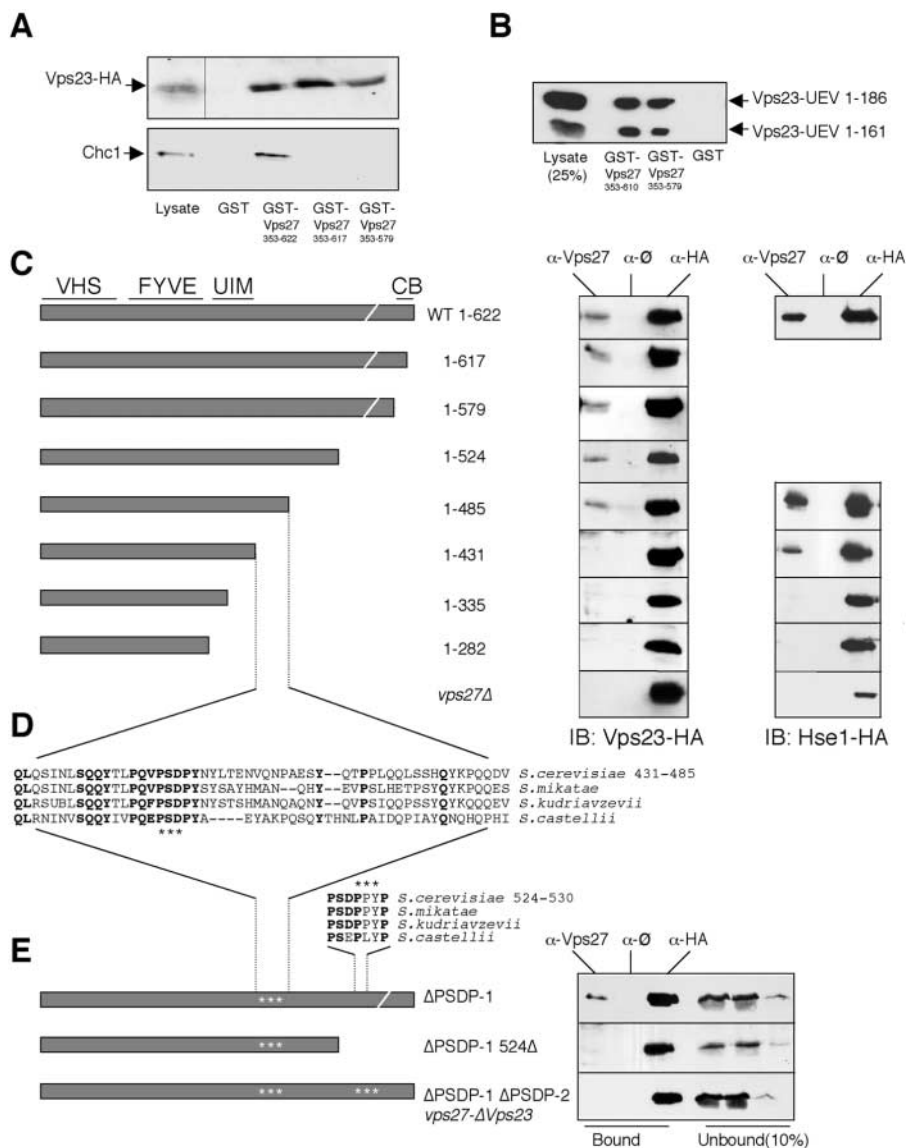 A
Vps23-HA
Chc1
Lysate GST GST-Vps27 353-622 GST-Vps27 353-617 GST-Vps27 353-579
B
Vps23-UEV 1-186
Vps23-UEV 1-161
Lysate (25%) GST-Vps27 353-610 GST-Vps27 353-579 GST
C
VHS FYVE UIM CB
WT 1-622
1-617
1-579
1-524
1-485
1-431
1-335
1-282
vps27Δ
α-Vps27 α-Ø α-HA
IB: Vps23-HA
α-Vps27 α-Ø α-HA
IB: Hse1-HA
D
QLQSINLSQQYTLPQVPSDPYNYLTENVQNPAESY--QTPPLQQLSSHQYKPQQDV S.cerevisiae 431-485
QLQSVNLSQQYTLPQVPSDPYSYSAYHMAN--QHY--EVPSLHETPSYQYKPQQES S.mikatae
QLRSUBLSQQYTLPQFPSDPYSYSTYHMANQAQNY--QVPPIQQTSSYQYKPQQEV S.kudriavzevii
QLRNINVSQQYIVPQEPSDPYA----EYAKPQSQYTHNLPAIDQPIAYQNQHQPHI S.castellii
***
***
PSDPPYP S.cerevisiae 524-530
PSDPPYP S.mikatae
PSDPPYP S.kudriavzevii
PSEPLYP S.castellii
E
*** ΔPSDP-1
*** ΔPSDP-1 524Δ
*** *** ΔPSDP-1 ΔPSDP-2
vps27-ΔVps23
α-Vps27 α-Ø α-HA
Bound Unbound(10%)